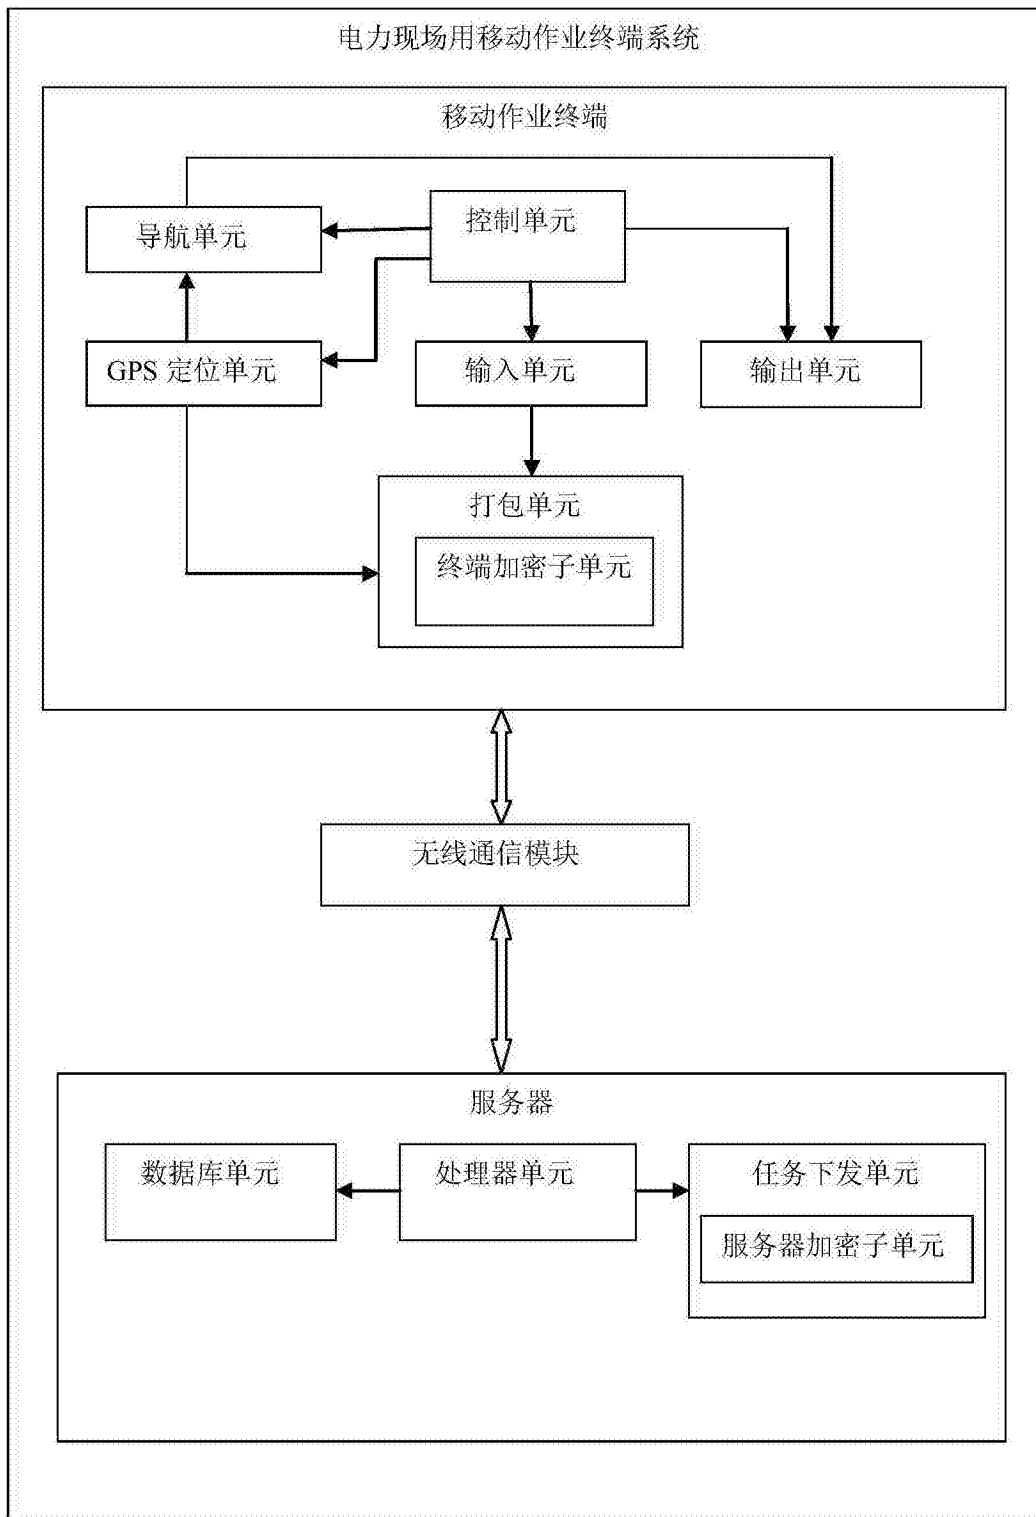 电力现场用移动作业终端系统
移动作业终端
导航单元
控制单元
GPS 定位单元
输入单元
输出单元
打包单元
终端加密子单元
无线通信模块
服务器
数据库单元
处理器单元
任务下发单元
服务器加密子单元